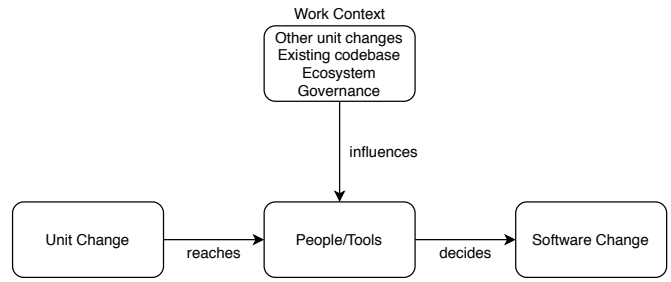 Work Context
Other unit changes
Existing codebase
Ecosystem
Governance
influences
Unit Change
reaches
People/Tools
decides
Software Change